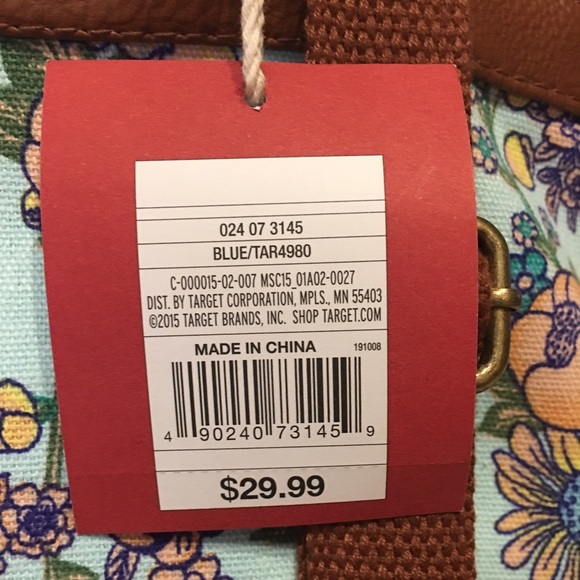 024 07 3145
BLUE/TAR4980
C-000015-02-007 MSC15_01A02-0027
DIST. BY TARGET CORPORATION, MPLS., MN 55403
©2015 TARGET BRANDS, INC. SHOP TARGET.COM
MADE IN CHINA 191008
4 90240 73145 9
$29.99